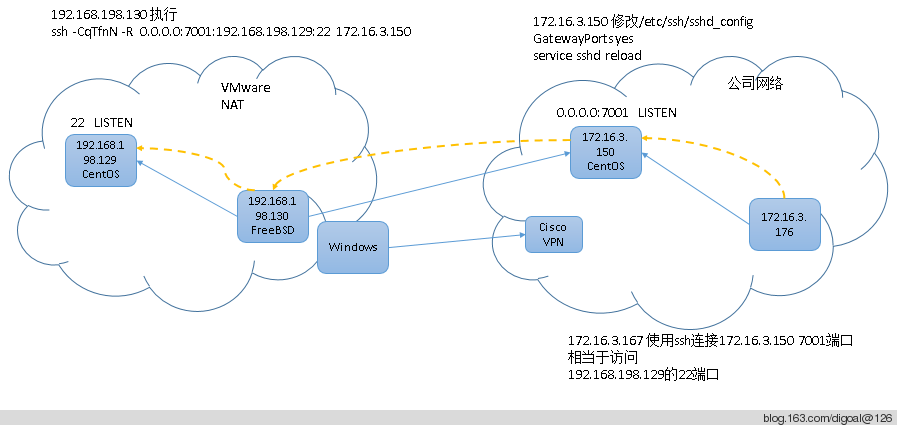 192.168.198.130 执行
ssh -CqTfnN -R 0.0.0.0:7001:192.168.198.129:22 172.16.3.150
172.16.3.150 修改/etc/ssh/sshd_config
GatewayPorts yes
service sshd reload
VMware
NAT
公司网络
22 LISTEN
0.0.0.0:7001 LISTEN
192.168.1
98.129
CentOS
172.16.3.
150
CentOS
192.168.1
98.130
FreeBSD
172.16.3.
176
Windows
Cisco
VPN
172.16.3.167 使用ssh连接172.16.3.150 7001端口
相当于访问
192.168.198.129的22端口
blog.163.com/digoal@126